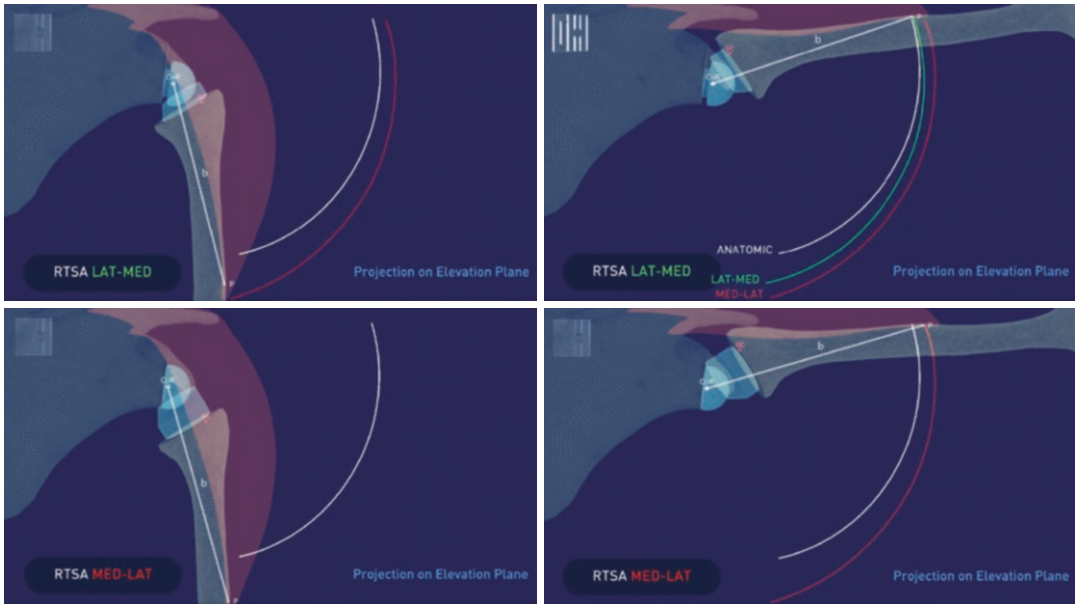 b
P
RTSA LAT-MED
Projection on Elevation Plane
b
P
ANATOMIC
LAT-MED
MED-LAT
RTSA LAT-MED
Projection on Elevation Plane
b
P
RTSA MED-LAT
Projection on Elevation Plane
b
P
RTSA MED-LAT
Projection on Elevation Plane